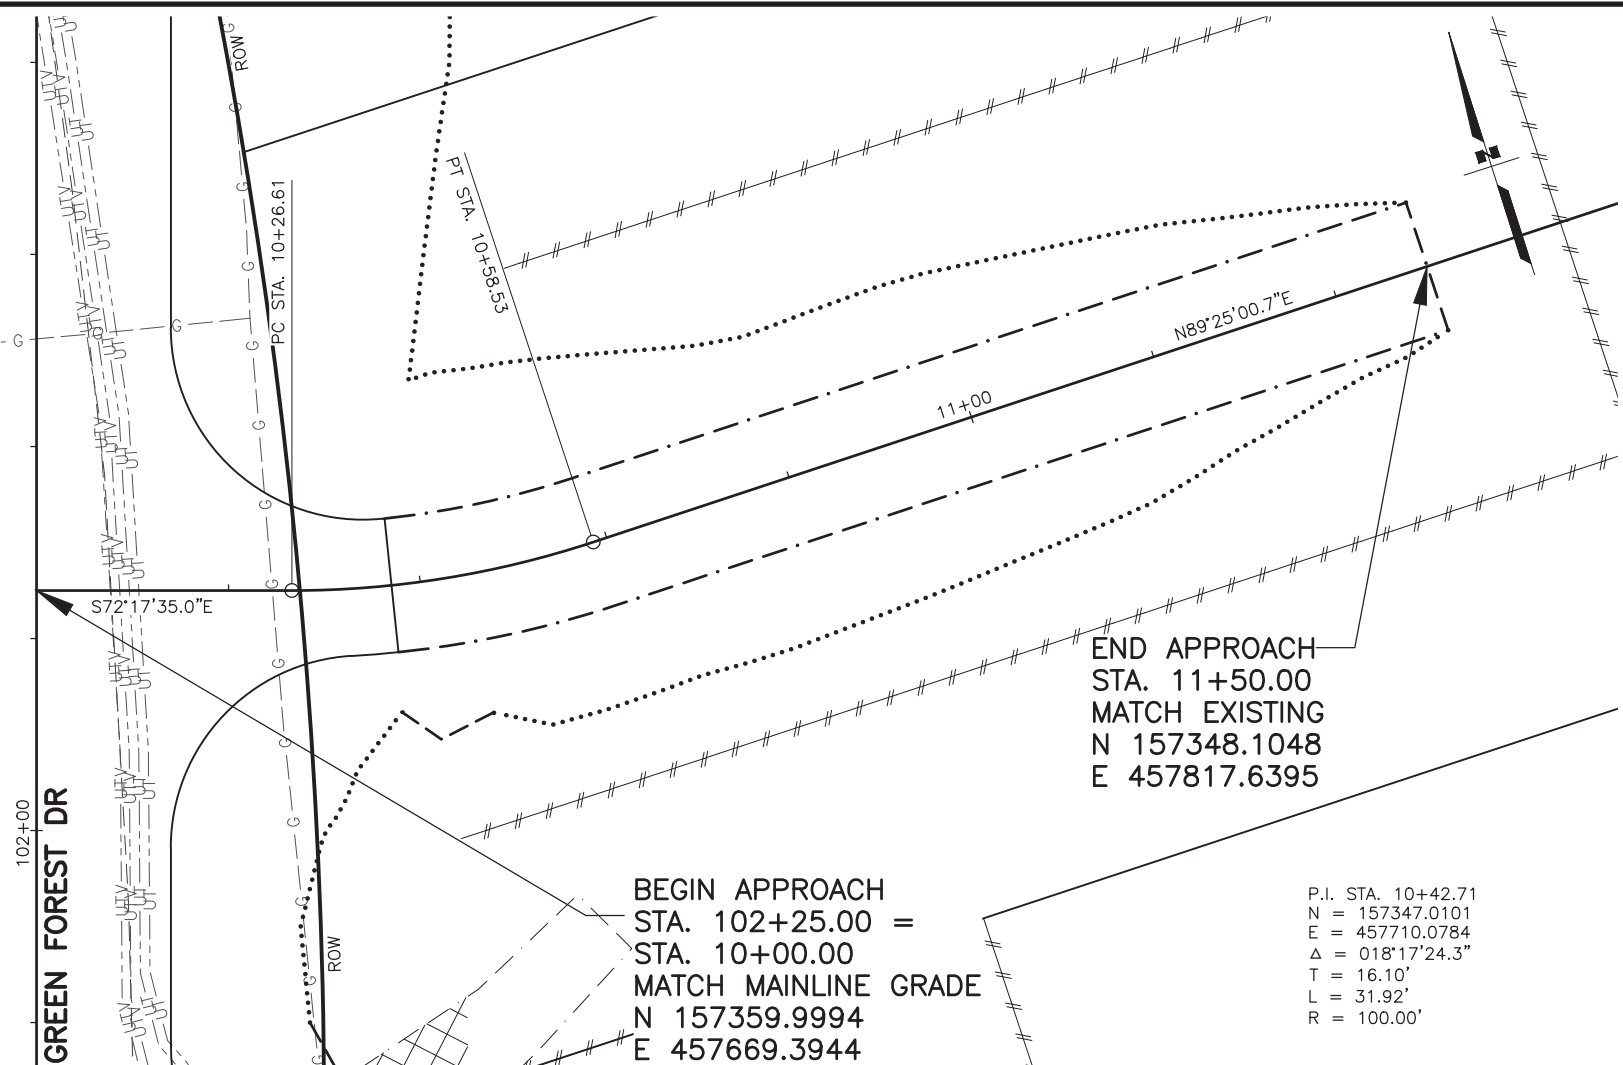 ROW
PC STA. 10+26.61
PT STA. 10+58.53
N
G
N89°25'00.7"E
11+00
S72°17'35.0"E
END APPROACH
STA. 11+50.00
MATCH EXISTING
N 157348.1048
E 457817.6395
102+00
GREEN FOREST DR
ROW
BEGIN APPROACH
STA. 102+25.00 =
STA. 10+00.00
MATCH MAINLINE GRADE
N 157359.9994
E 457669.3944
P.I. STA. 10+42.71
N = 157347.0101
E = 457710.0784
Δ = 018°17'24.3"
T = 16.10'
L = 31.92'
R = 100.00'